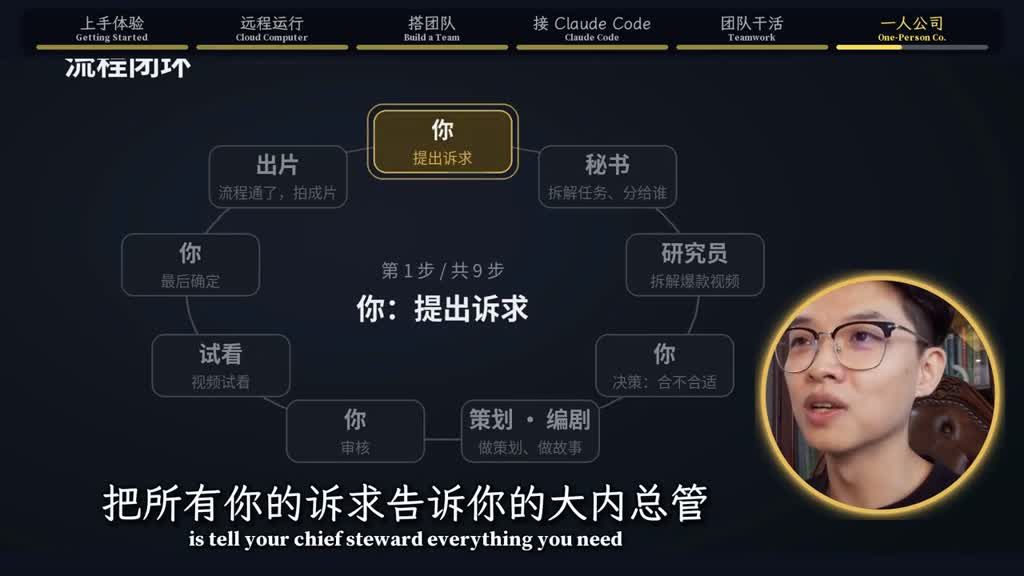 上手体验
Getting Started
远程运行
Cloud Computer
搭团队
Build a Team
接 Claude Code
Claude Code
团队干活
Teamwork
一人公司
One-Person Co.
流程闭环
你
提出诉求
出片
流程通了，拍成片
秘书
拆解任务、分给谁
你
最后确定
研究员
拆解爆款视频
第 1 步 / 共 9 步
你：提出诉求
试看
视频试看
你
决策：合不合适
你
审核
策划 · 编剧
做策划、做故事
把所有你的诉求告诉你的大内总管
is tell your chief steward everything you need